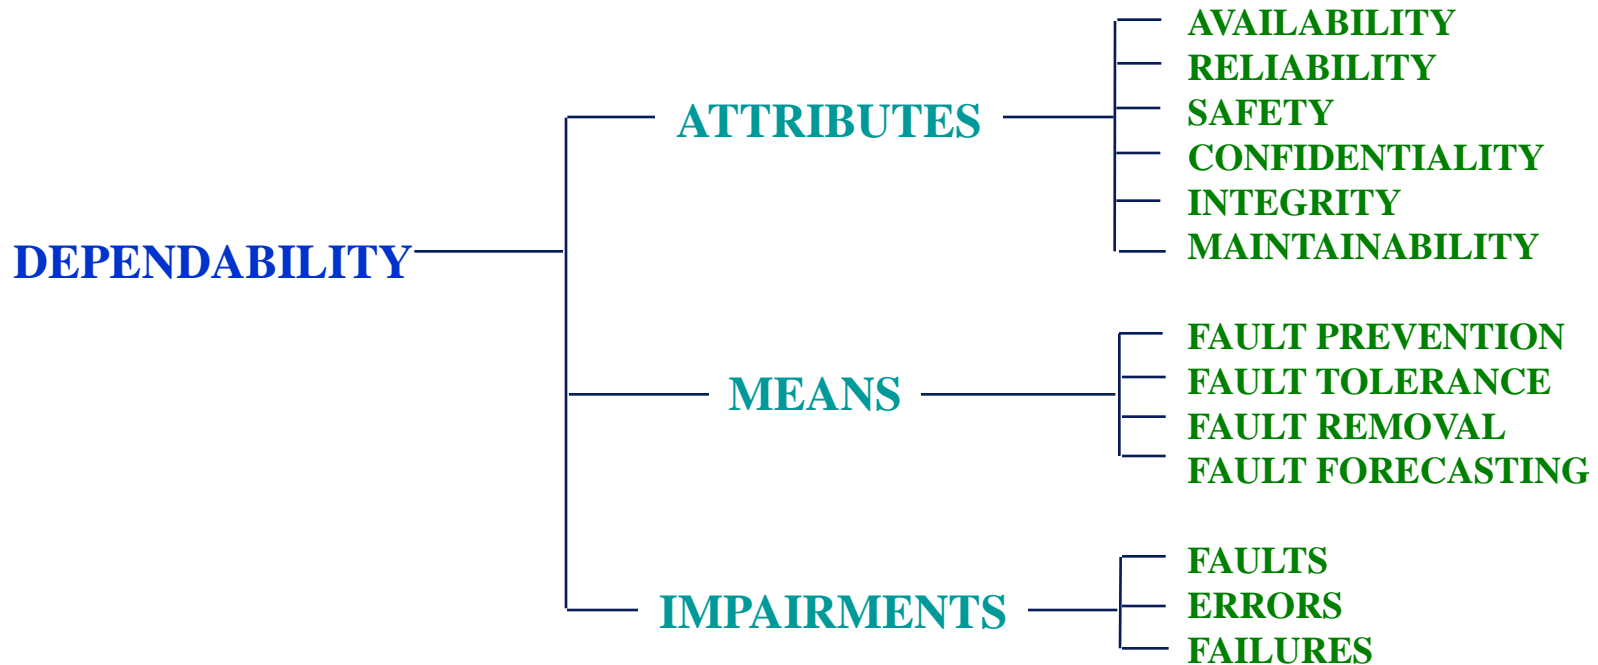 DEPENDABILITY
ATTRIBUTES
AVAILABILITY
RELIABILITY
SAFETY
CONFIDENTIALITY
INTEGRITY
MAINTAINABILITY
MEANS
FAULT PREVENTION
FAULT TOLERANCE
FAULT REMOVAL
FAULT FORECASTING
IMPAIRMENTS
FAULTS
ERRORS
FAILURES